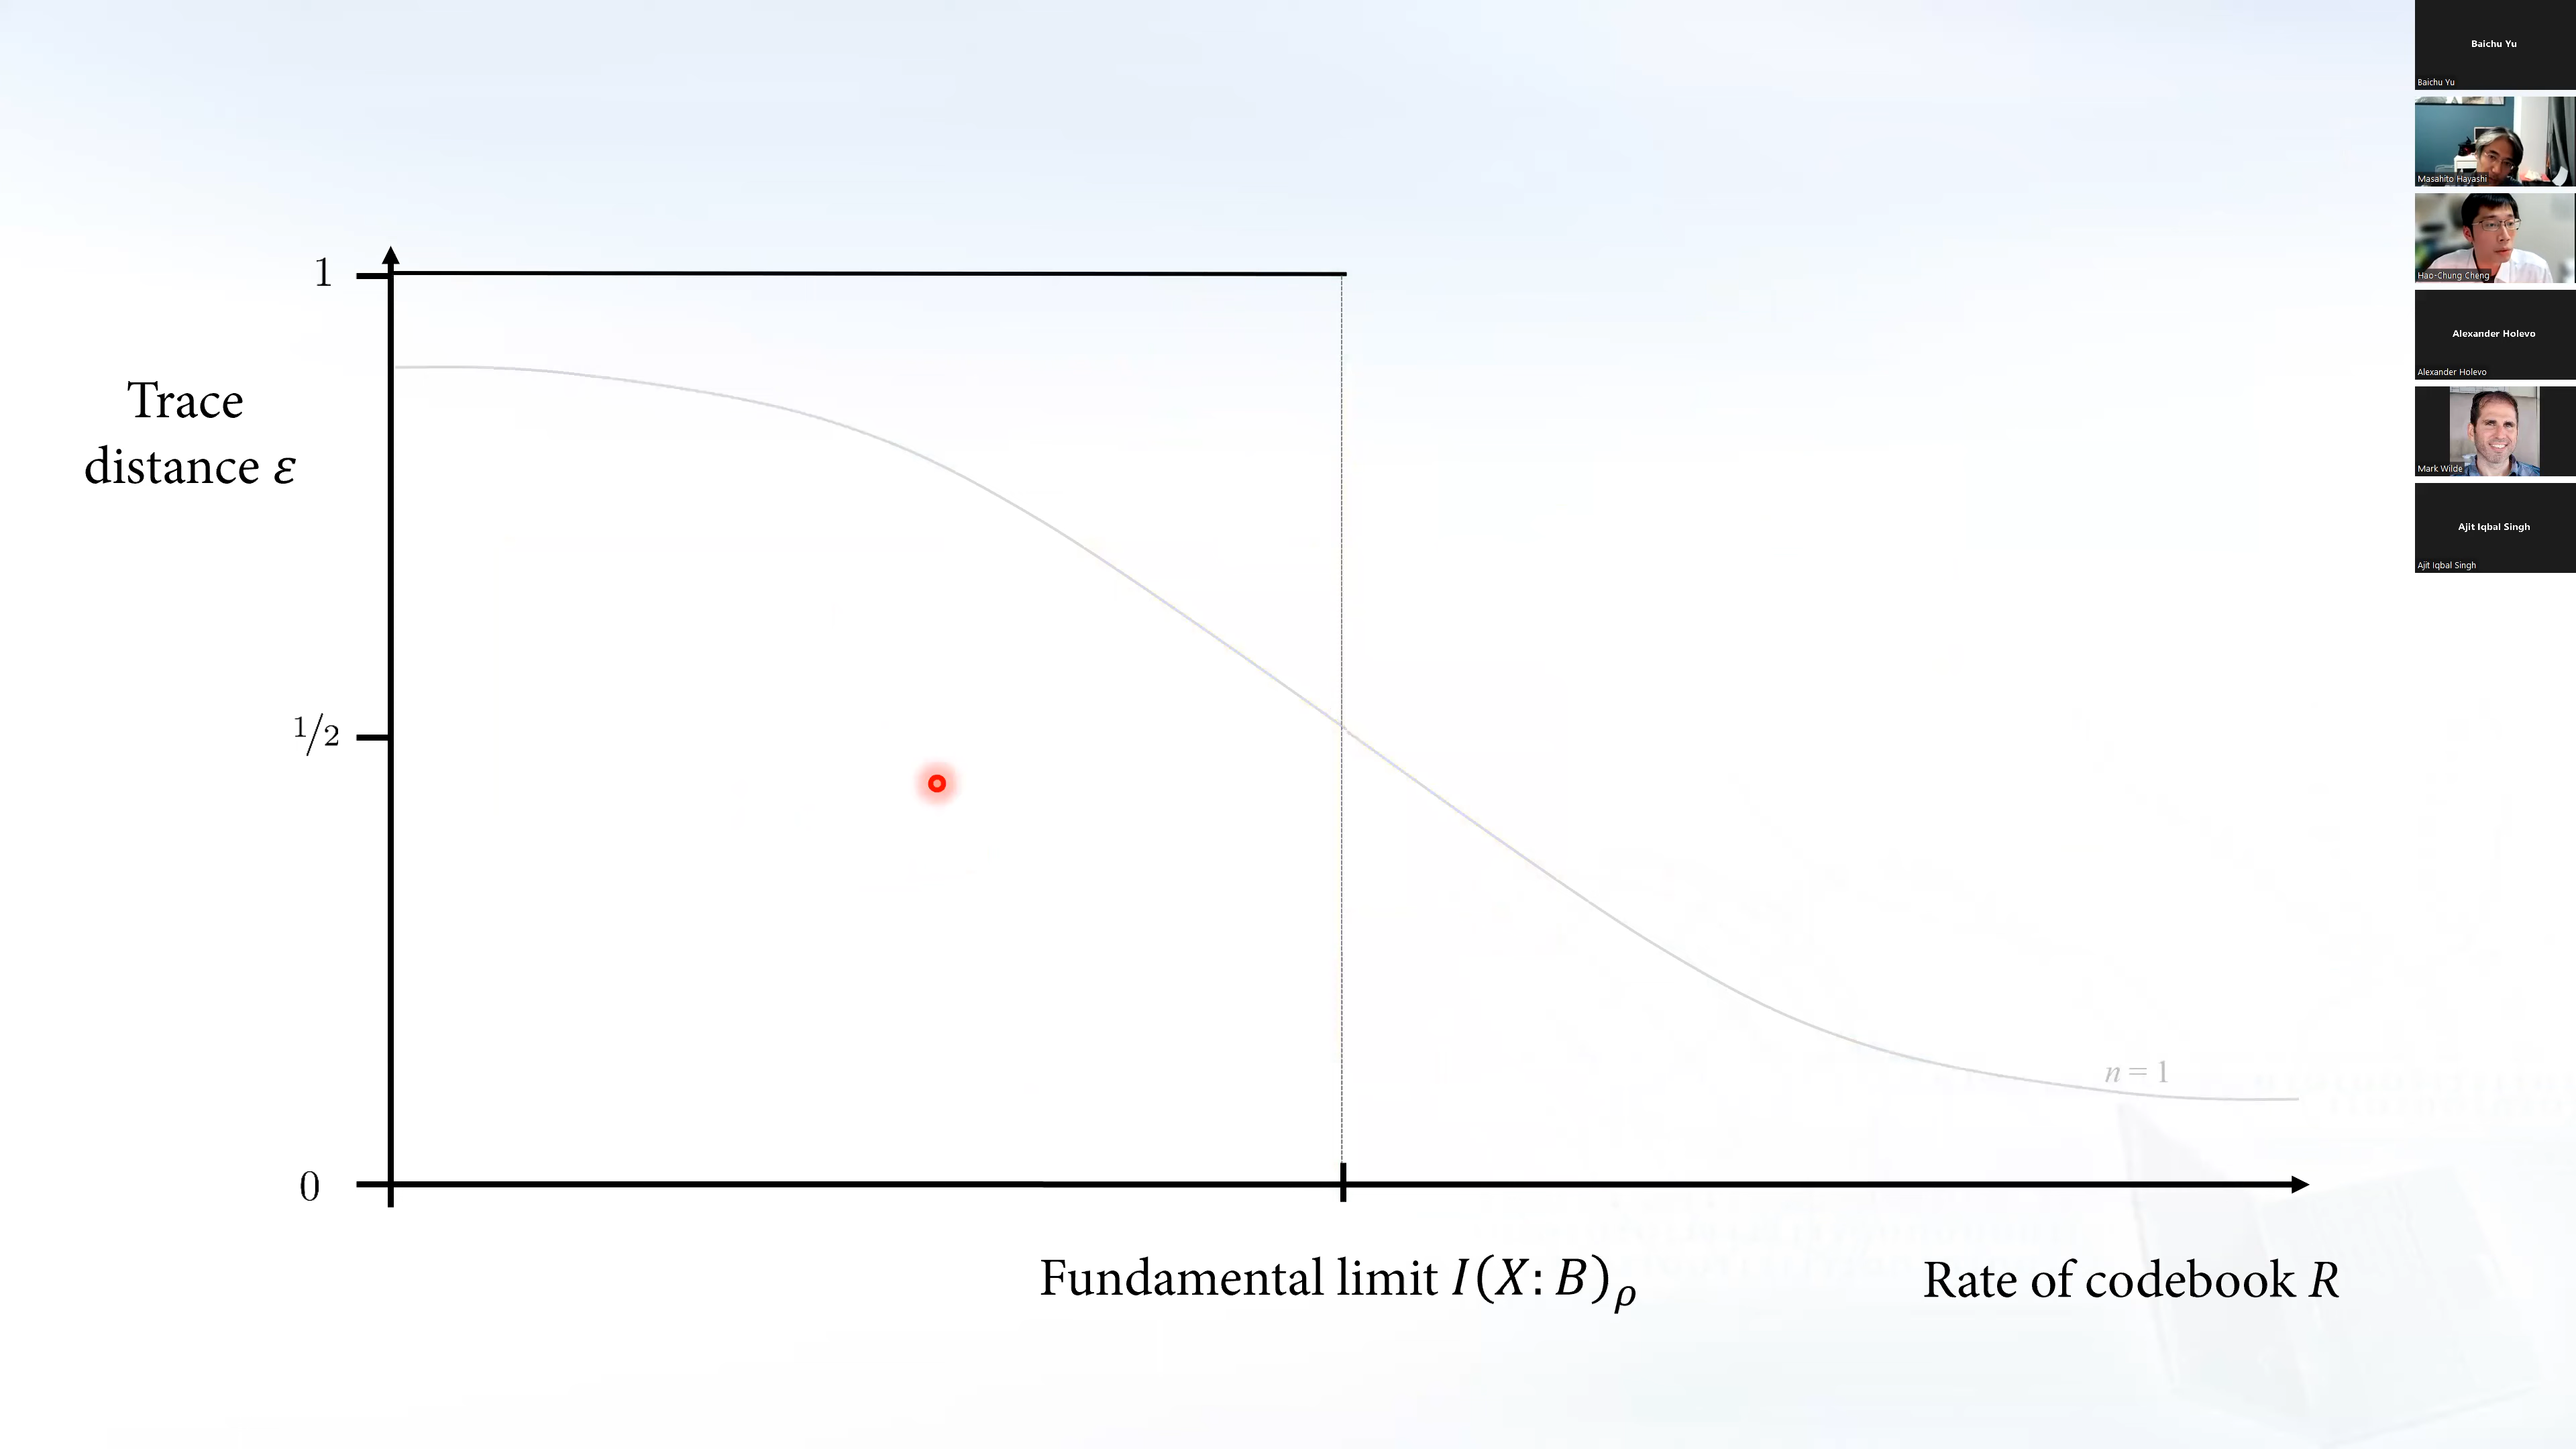 1
Trace
distance ε
1/2
n = 1
0
Fundamental limit I(X:B)ρ
Rate of codebook R
Baichu Yu
Baichu Yu
Masahito Hayashi
Hao-Chung Cheng
Alexander Holevo
Alexander Holevo
Mark Wilde
Ajit Iqbal Singh
Ajit Iqbal Singh